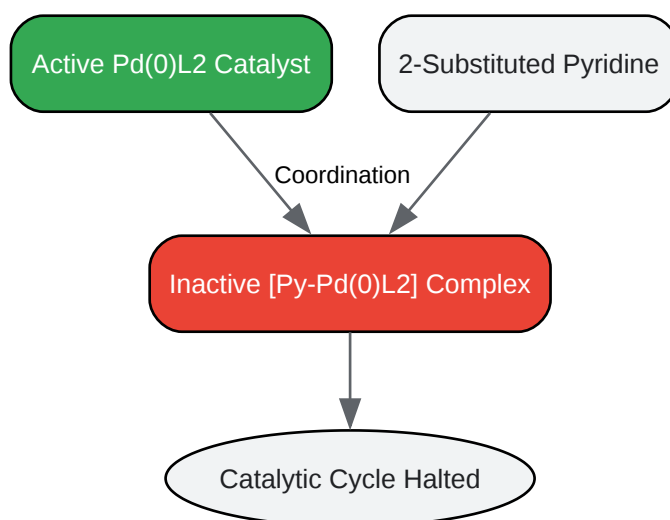 Active Pd(0)L2 Catalyst
2-Substituted Pyridine
Coordination
Inactive [Py-Pd(0)L2] Complex
Catalytic Cycle Halted